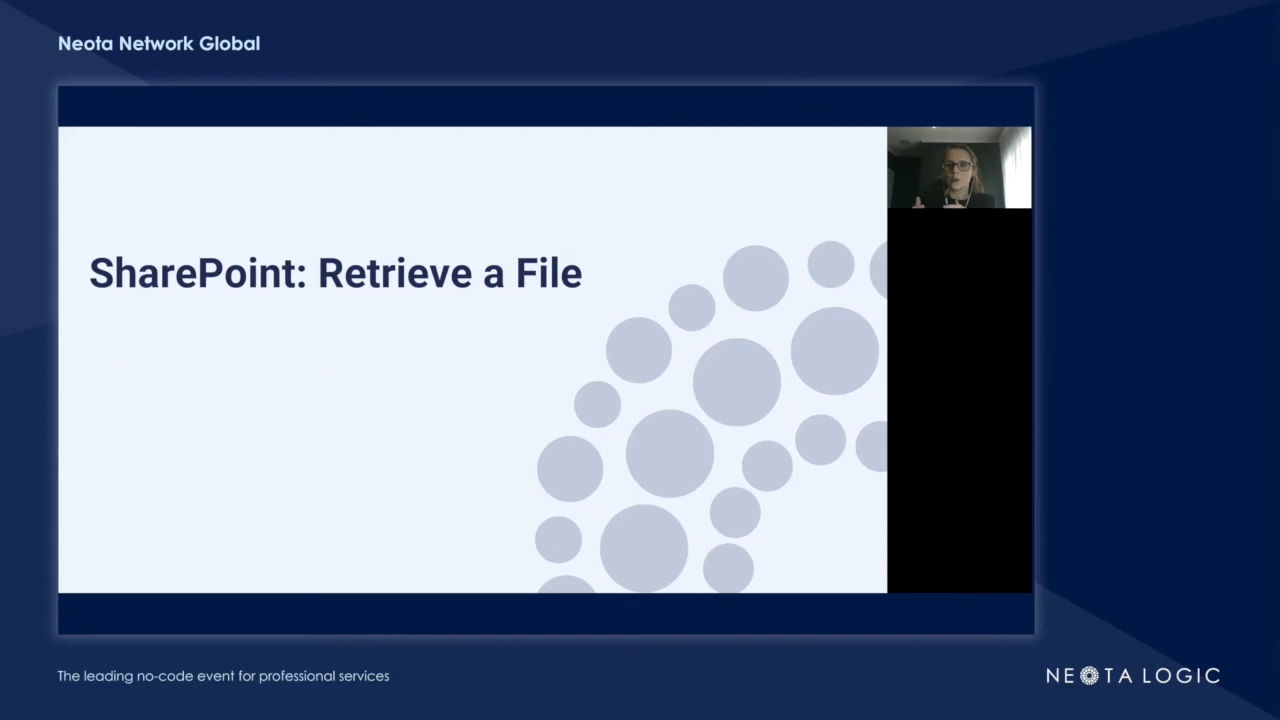 Neota Network Global
SharePoint: Retrieve a File
The leading no-code event for professional services
NEOTA LOGIC